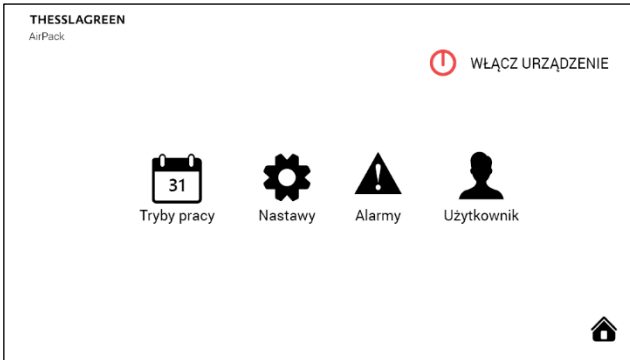 THESSLAGREEN
AirPack
WŁĄCZ URZĄDZENIE
31
Tryby pracy
Nastawy
Alarmy
Użytkownik